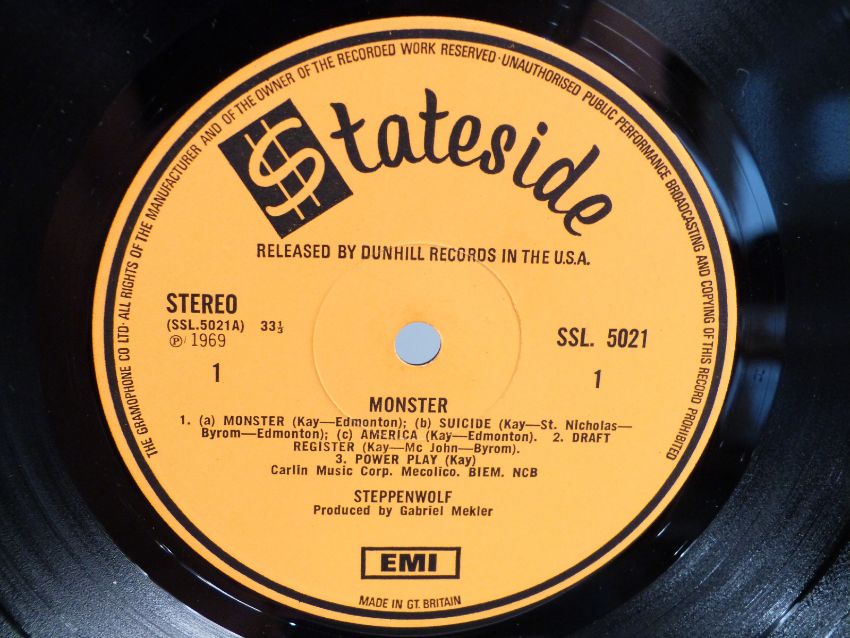 THE GRAMOPHONE CO LTD · ALL RIGHTS OF THE MANUFACTURER AND OF THE OWNER OF THE RECORDED WORK RESERVED · UNAUTHORISED PUBLIC PERFORMANCE BROADCASTING AND COPYING OF THIS RECORD PROHIBITED
$tateside
RELEASED BY DUNHILL RECORDS IN THE U.S.A.
STEREO
(SSL.5021A) 33⅓
℗ 1969
1
SSL. 5021
1
MONSTER
1. (a) MONSTER (Kay—Edmonton); (b) SUICIDE (Kay—St. Nicholas—
Byrom—Edmonton); (c) AMERICA (Kay—Edmonton). 2. DRAFT
REGISTER (Kay—Mc John—Byrom).
3. POWER PLAY (Kay)
Carlin Music Corp. Mecolico. BIEM. NCB
STEPPENWOLF
Produced by Gabriel Mekler
EMI
MADE IN GT. BRITAIN